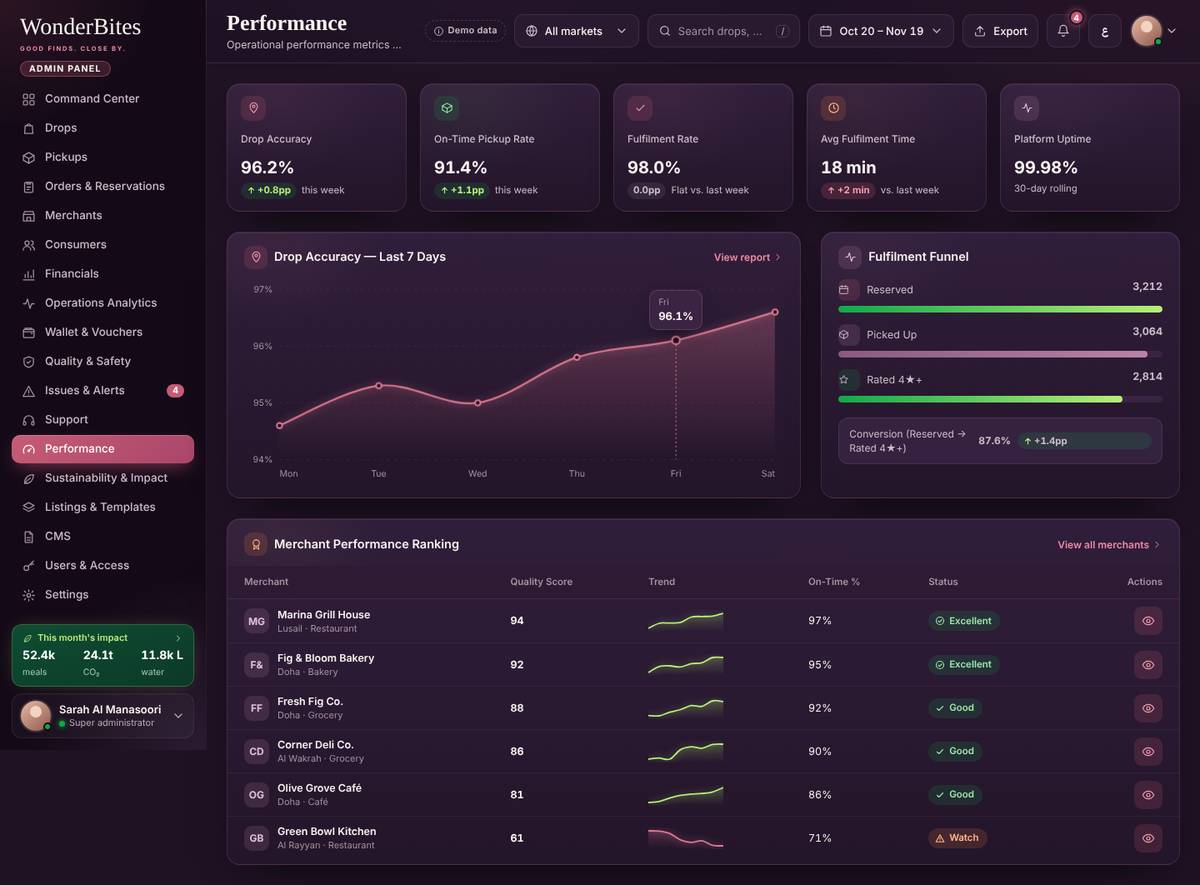 WonderBites
GOOD FINDS. CLOSE BY.
ADMIN PANEL
Command Center
Drops
Pickups
Orders & Reservations
Merchants
Consumers
Financials
Operations Analytics
Wallet & Vouchers
Quality & Safety
Issues & Alerts 4
Support
Performance
Sustainability & Impact
Listings & Templates
CMS
Users & Access
Settings
This month's impact
52.4k 24.1t 11.8k L
meals CO₂ water
Sarah Al Manasoori
Super administrator
Performance
Operational performance metrics ...
Demo data
All markets
Search drops, ... /
Oct 20 – Nov 19
Export
4
ع
Drop Accuracy
96.2%
↑ +0.8pp this week
On-Time Pickup Rate
91.4%
↑ +1.1pp this week
Fulfilment Rate
98.0%
0.0pp Flat vs. last week
Avg Fulfilment Time
18 min
↑ +2 min vs. last week
Platform Uptime
99.98%
30-day rolling
Drop Accuracy — Last 7 Days View report
97%
96%
95%
94%
Fri
96.1%
Mon Tue Wed Thu Fri Sat
Fulfilment Funnel
Reserved 3,212
Picked Up 3,064
Rated 4★+ 2,814
Conversion (Reserved →
Rated 4★+) 87.6% ↑ +1.4pp
Merchant Performance Ranking View all merchants
Merchant Quality Score Trend On-Time % Status Actions
MG Marina Grill House 94 97% Excellent
Lusail · Restaurant
F& Fig & Bloom Bakery 92 95% Excellent
Doha · Bakery
FF Fresh Fig Co. 88 92% Good
Doha · Grocery
CD Corner Deli Co. 86 90% Good
Al Wakrah · Grocery
OG Olive Grove Café 81 86% Good
Doha · Café
GB Green Bowl Kitchen 61 71% Watch
Al Rayyan · Restaurant